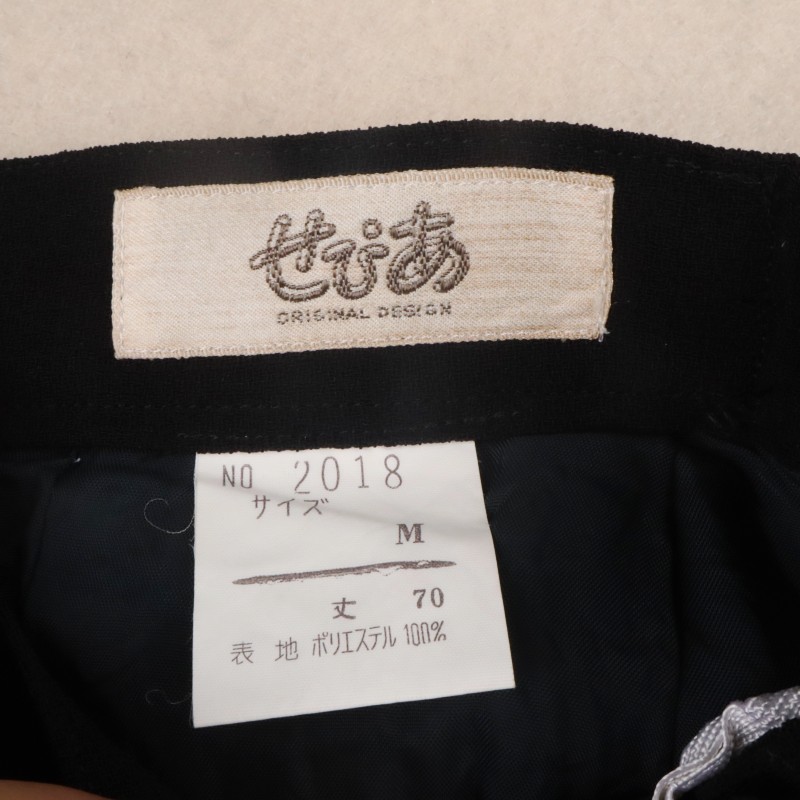 せぴあ
ORIGINAL DESIGN
NO 2018
サイズ
M
丈 70
表地 ポリエステル 100%